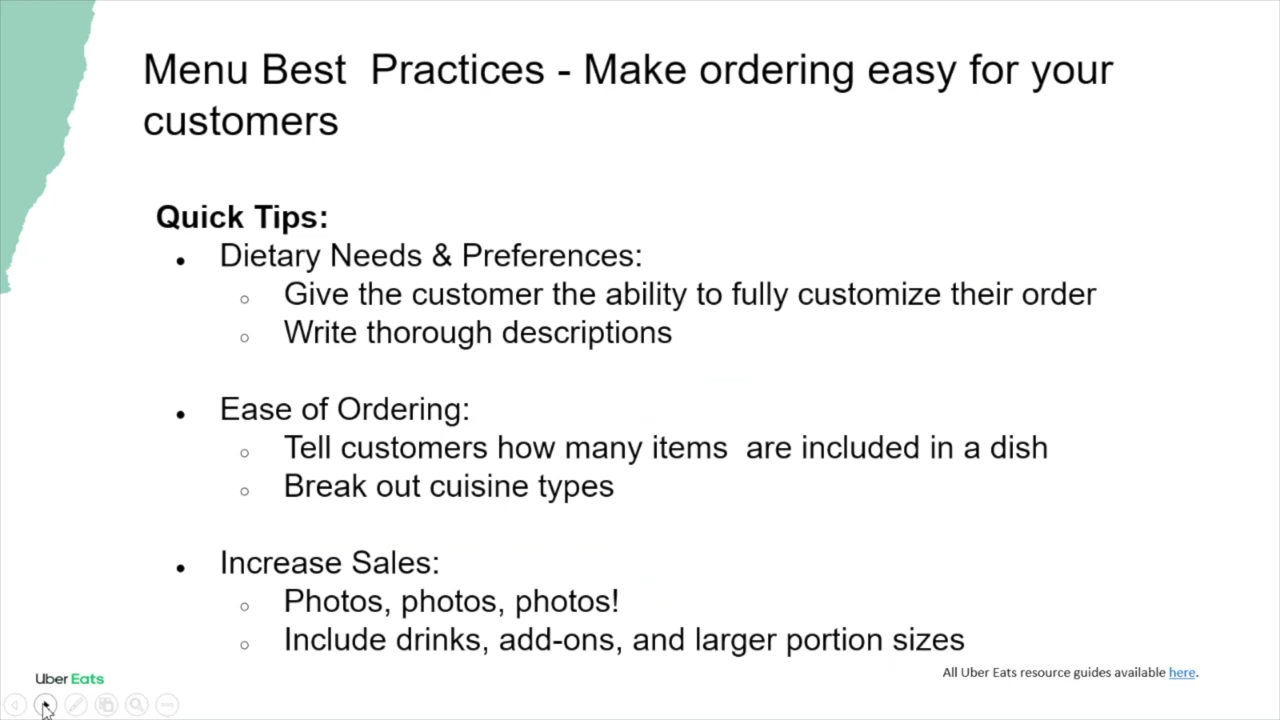 Menu Best  Practices - Make ordering easy for your
customers
Quick Tips:
● Dietary Needs & Preferences:
○ Give the customer the ability to fully customize their order
○ Write thorough descriptions
● Ease of Ordering:
○ Tell customers how many items  are included in a dish
○ Break out cuisine types
● Increase Sales:
○ Photos, photos, photos!
○ Include drinks, add-ons, and larger portion sizes
All Uber Eats resource guides available here.
Uber Eats